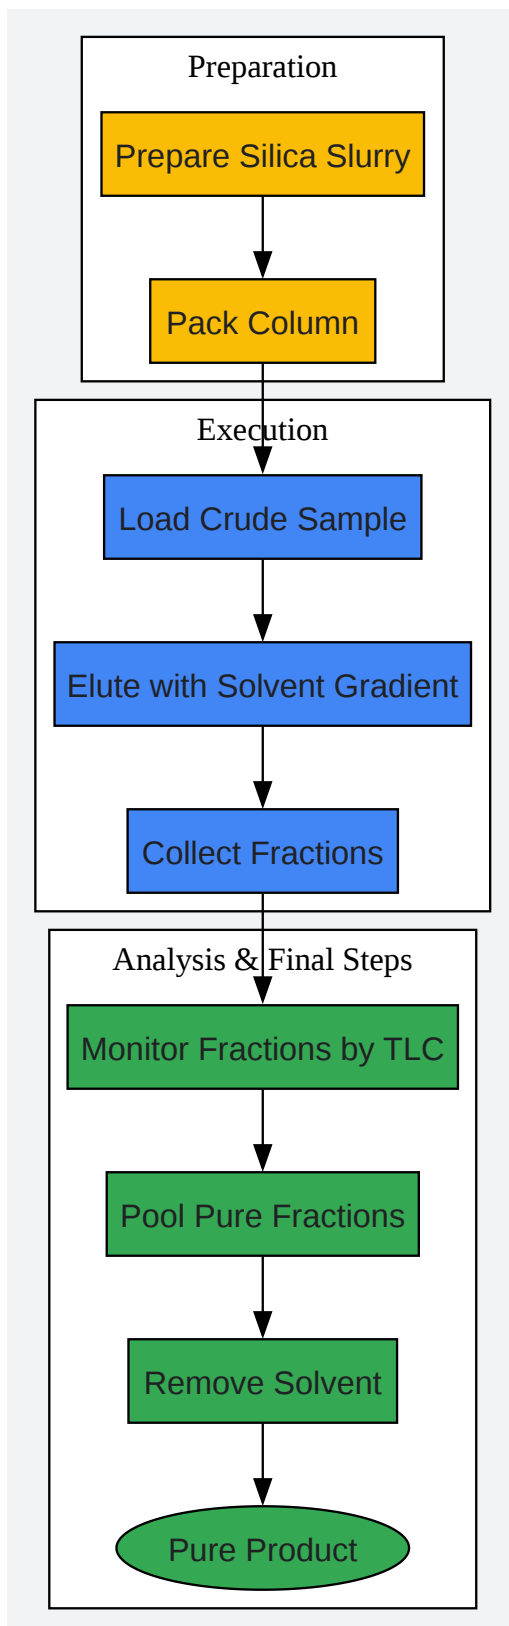 Preparation
Prepare Silica Slurry
Pack Column
Execution
Load Crude Sample
Elute with Solvent Gradient
Collect Fractions
Analysis & Final Steps
Monitor Fractions by TLC
Pool Pure Fractions
Remove Solvent
Pure Product